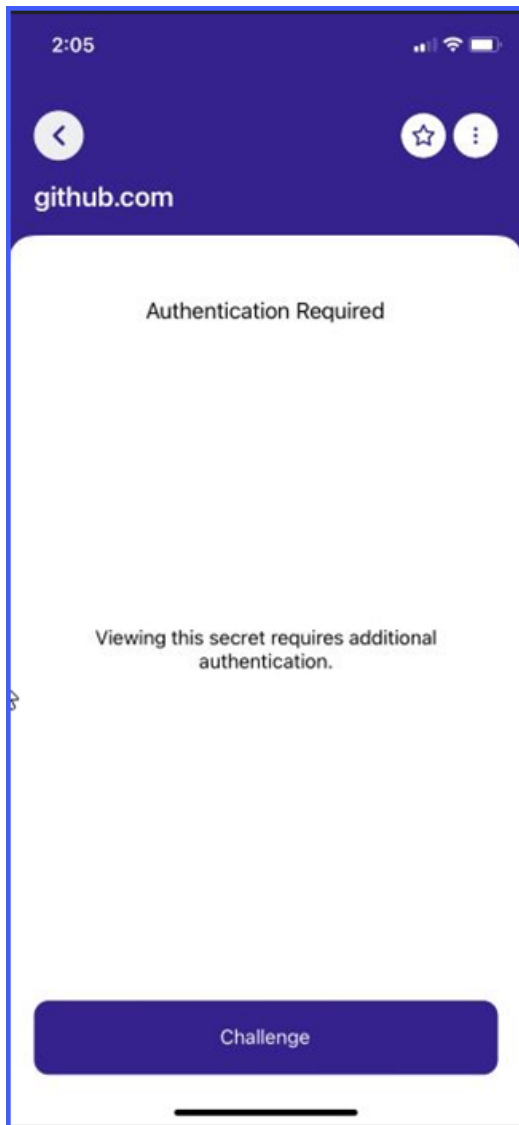 2:05
github.com
Authentication Required
Viewing this secret requires additional
authentication.
Challenge